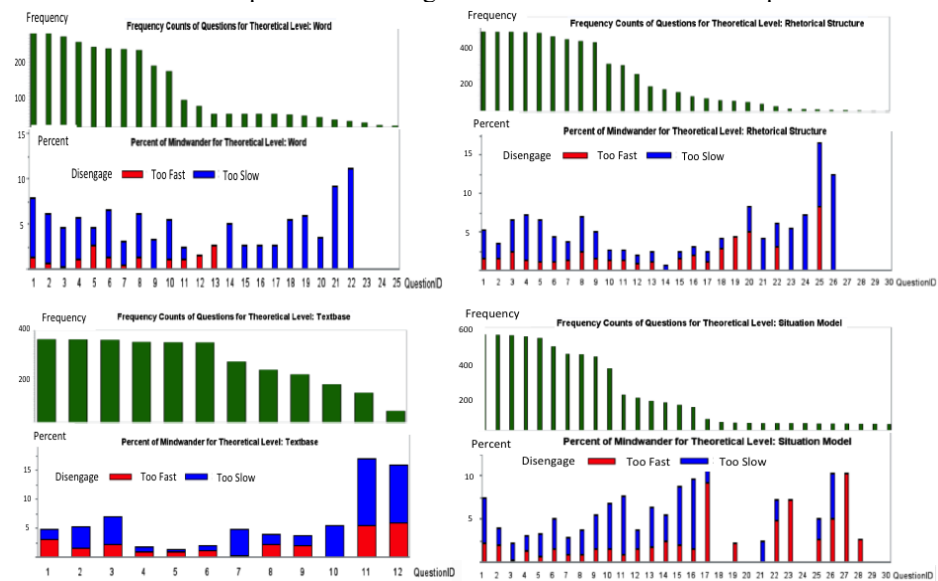 Frequency
Frequency Counts of Questions for Theoretical Level: Word
200
100
Percent
Percent of Mindwander for Theoretical Level: Word
15
10
5
Disengage Too Fast Too Slow
1 2 3 4 5 6 7 8 9 10 11 12 13 14 15 16 17 18 19 20 21 22 23 24 25 QuestionID
Frequency
Frequency Counts of Questions for Theoretical Level: Rhetorical Structure
400
200
Percent
Percent of Mindwander for Theoretical Level: Rhetorical Structure
15
10
5
Disengage Too Fast Too Slow
1 2 3 4 5 6 7 8 9 10 11 12 13 14 15 16 17 18 19 20 21 22 23 24 25 26 27 28 29 30 QuestionID
Frequency
Frequency Counts of Questions for Theoretical Level: Textbase
400
200
Percent
Percent of Mindwander for Theoretical Level: Textbase
15
10
5
Disengage Too Fast Too Slow
1 2 3 4 5 6 7 8 9 10 11 12 QuestionID
Frequency
Frequency Counts of Questions for Theoretical Level: Situation Model
600
400
200
Percent
Percent of Mindwander for Theoretical Level: Situation Model
10
5
Disengage Too Fast Too Slow
1 2 3 4 5 6 7 8 9 10 11 12 13 14 15 16 17 18 19 20 21 22 23 24 25 26 27 28 29 30 QuestionID